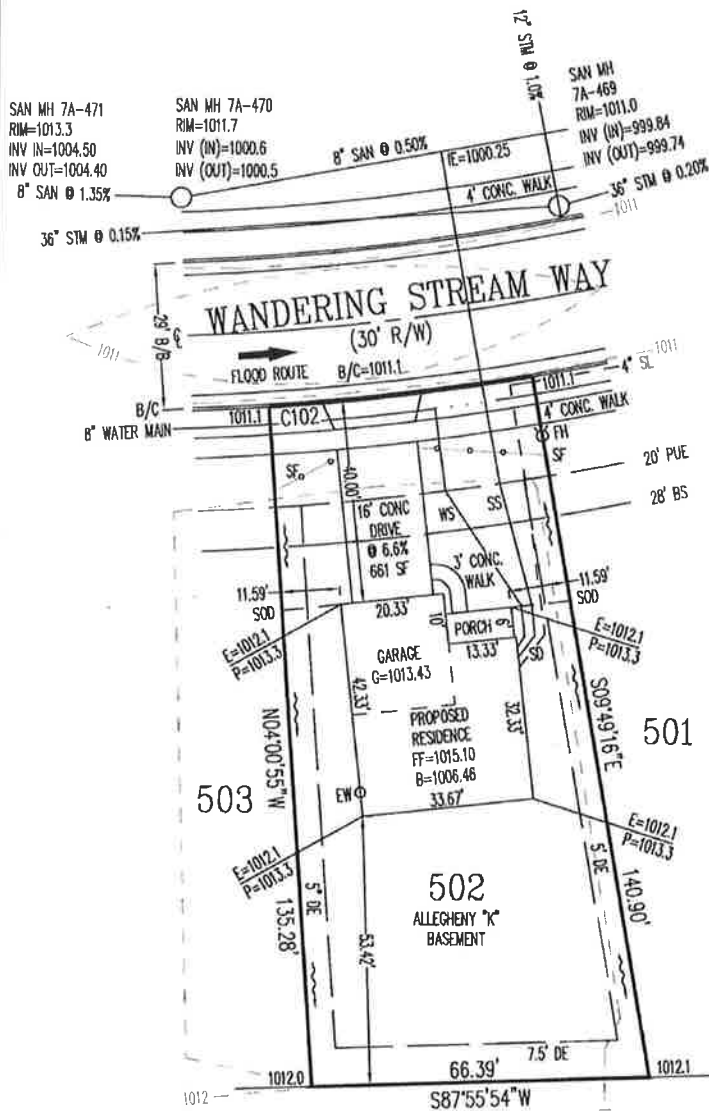 12" STM @ 1.0%
SAN MH 7A-471
RIM=1013.3
INV IN=1004.50
INV OUT=1004.40
8" SAN @ 1.35%
SAN MH 7A-470
RIM=1011.7
INV (IN)=1000.6
INV (OUT)=1000.5
8" SAN @ 0.50%
IE=1000.25
SAN MH
7A-469
RIM=1011.0
INV (IN)=999.84
INV (OUT)=999.74
4' CONC. WALK
36" STM @ 0.20%
1011
36" STM @ 0.15%
29' B/B
WANDERING STREAM WAY
(30' R/W)
℄
1011
FLOOD ROUTE
B/C=1011.1
1011
4" SL
B/C
1011.1
C102
1011.1
8" WATER MAIN
4' CONC. WALK
FH
SF
SF
20' PUE
28' BS
40.00'
16' CONC
DRIVE
@ 6.6%
661 SF
WS
SS
3' CONC.
WALK
11.59'
SOD
11.59'
SOD
20.33'
10'
PORCH
6'
13.33'
SD
E=1012.1
P=1013.3
E=1012.1
P=1013.3
GARAGE
G=1013.43
42.33'
32.33'
PROPOSED
RESIDENCE
FF=1015.10
B=1006.46
33.67'
N04°00'55"W
S09°49'16"E
501
503
EW
E=1012.1
P=1013.3
E=1012.1
P=1013.3
5' DE
5' DE
502
ALLEGHENY "K"
BASEMENT
135.28'
140.90'
53.42'
7.5' DE
1012.0
66.39'
1012.1
1012
S87°55'54"W